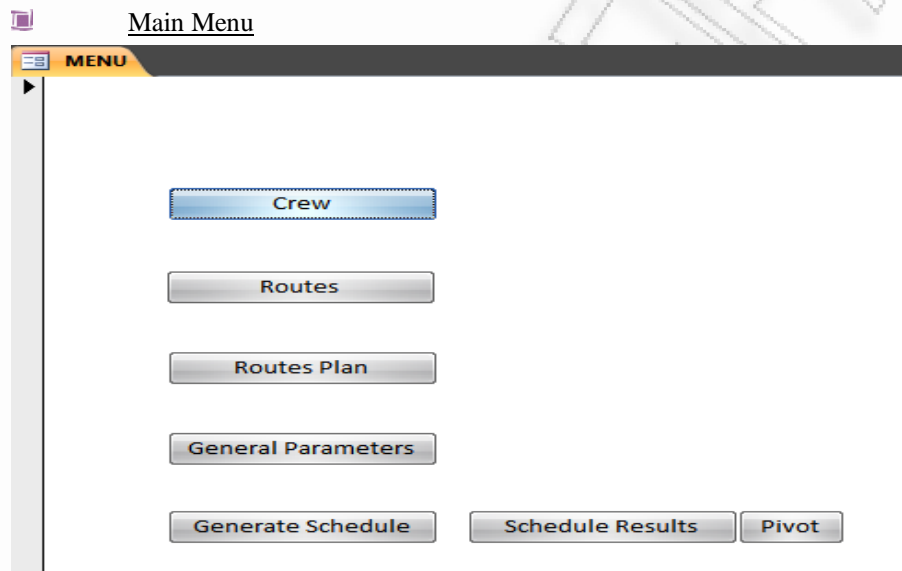 Main Menu
MENU
Crew
Routes
Routes Plan
General Parameters
Generate Schedule Schedule Results Pivot